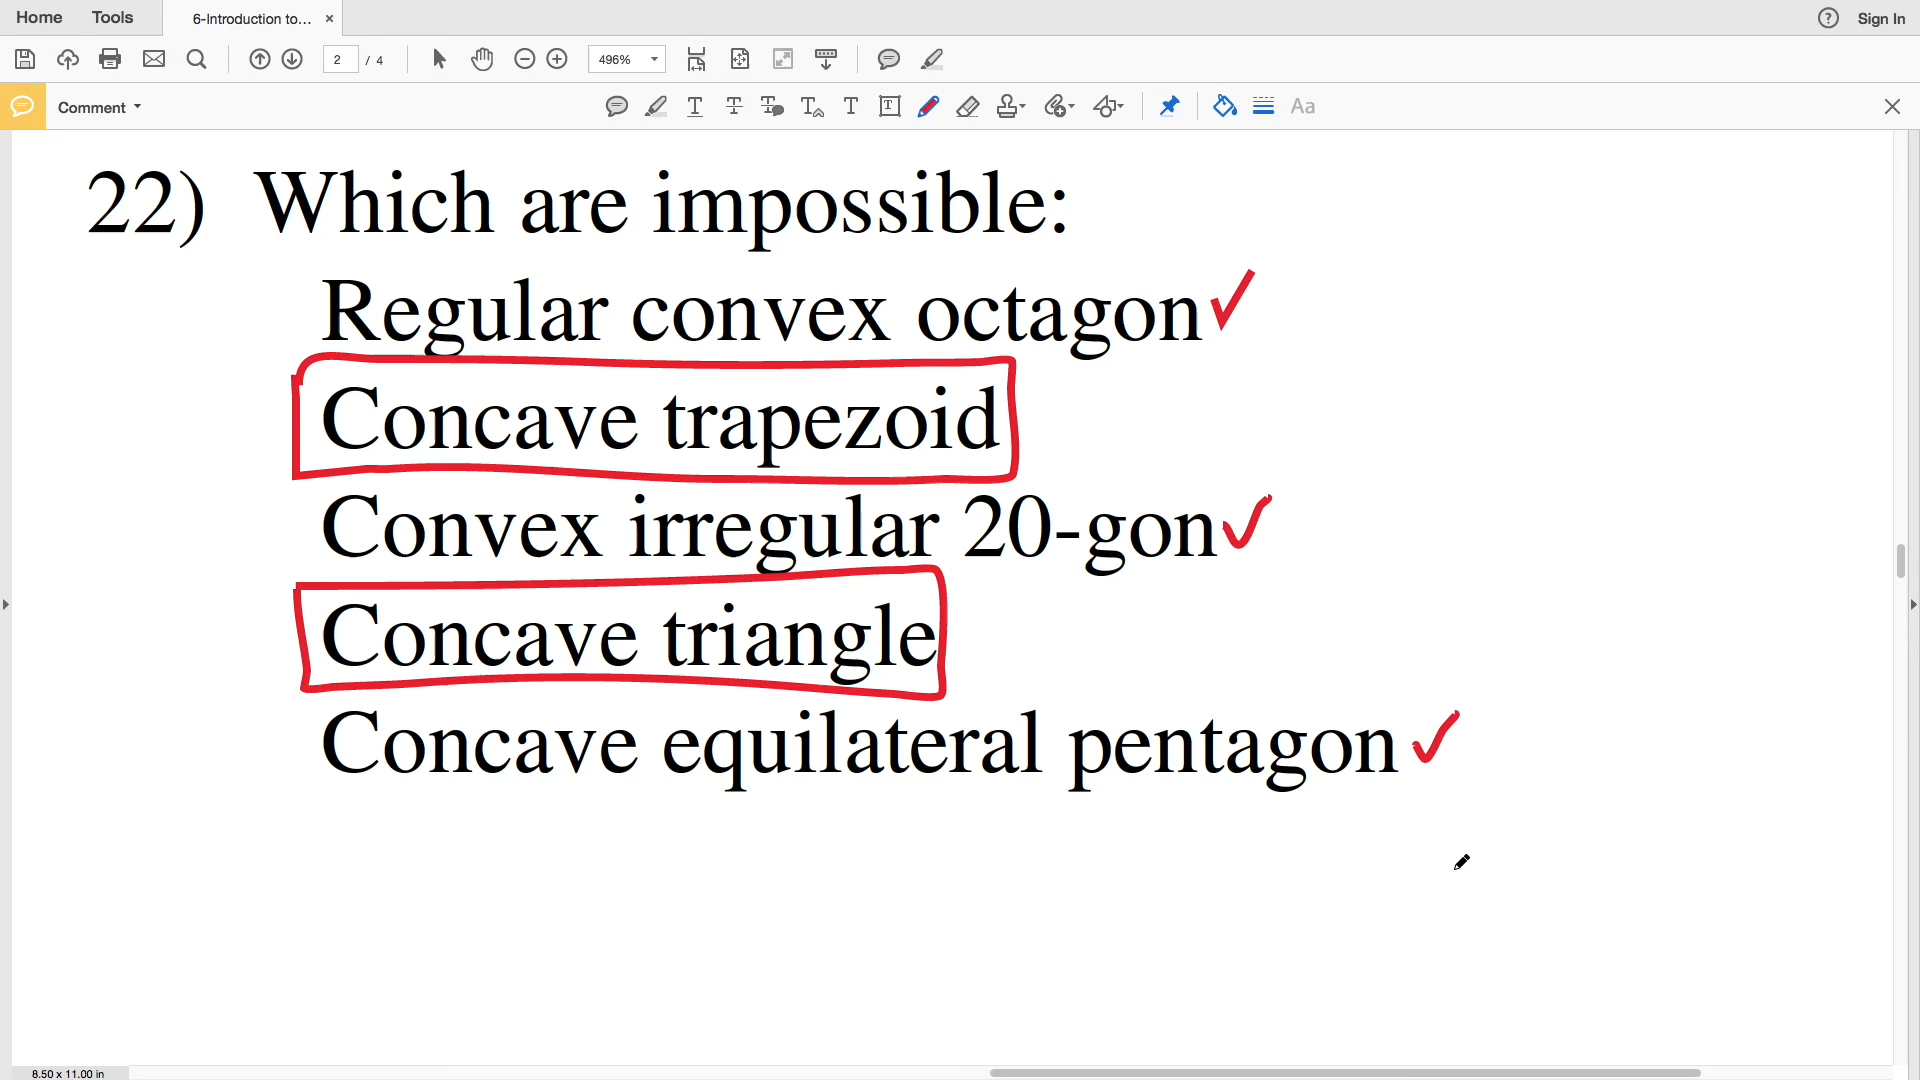 Home Tools 6-Introduction to... × ? Sign In
2 / 4 496%
Comment Aa
22) Which are impossible:
Regular convex octagon
Concave trapezoid
Convex irregular 20-gon
Concave triangle
Concave equilateral pentagon
8.50 x 11.00 in